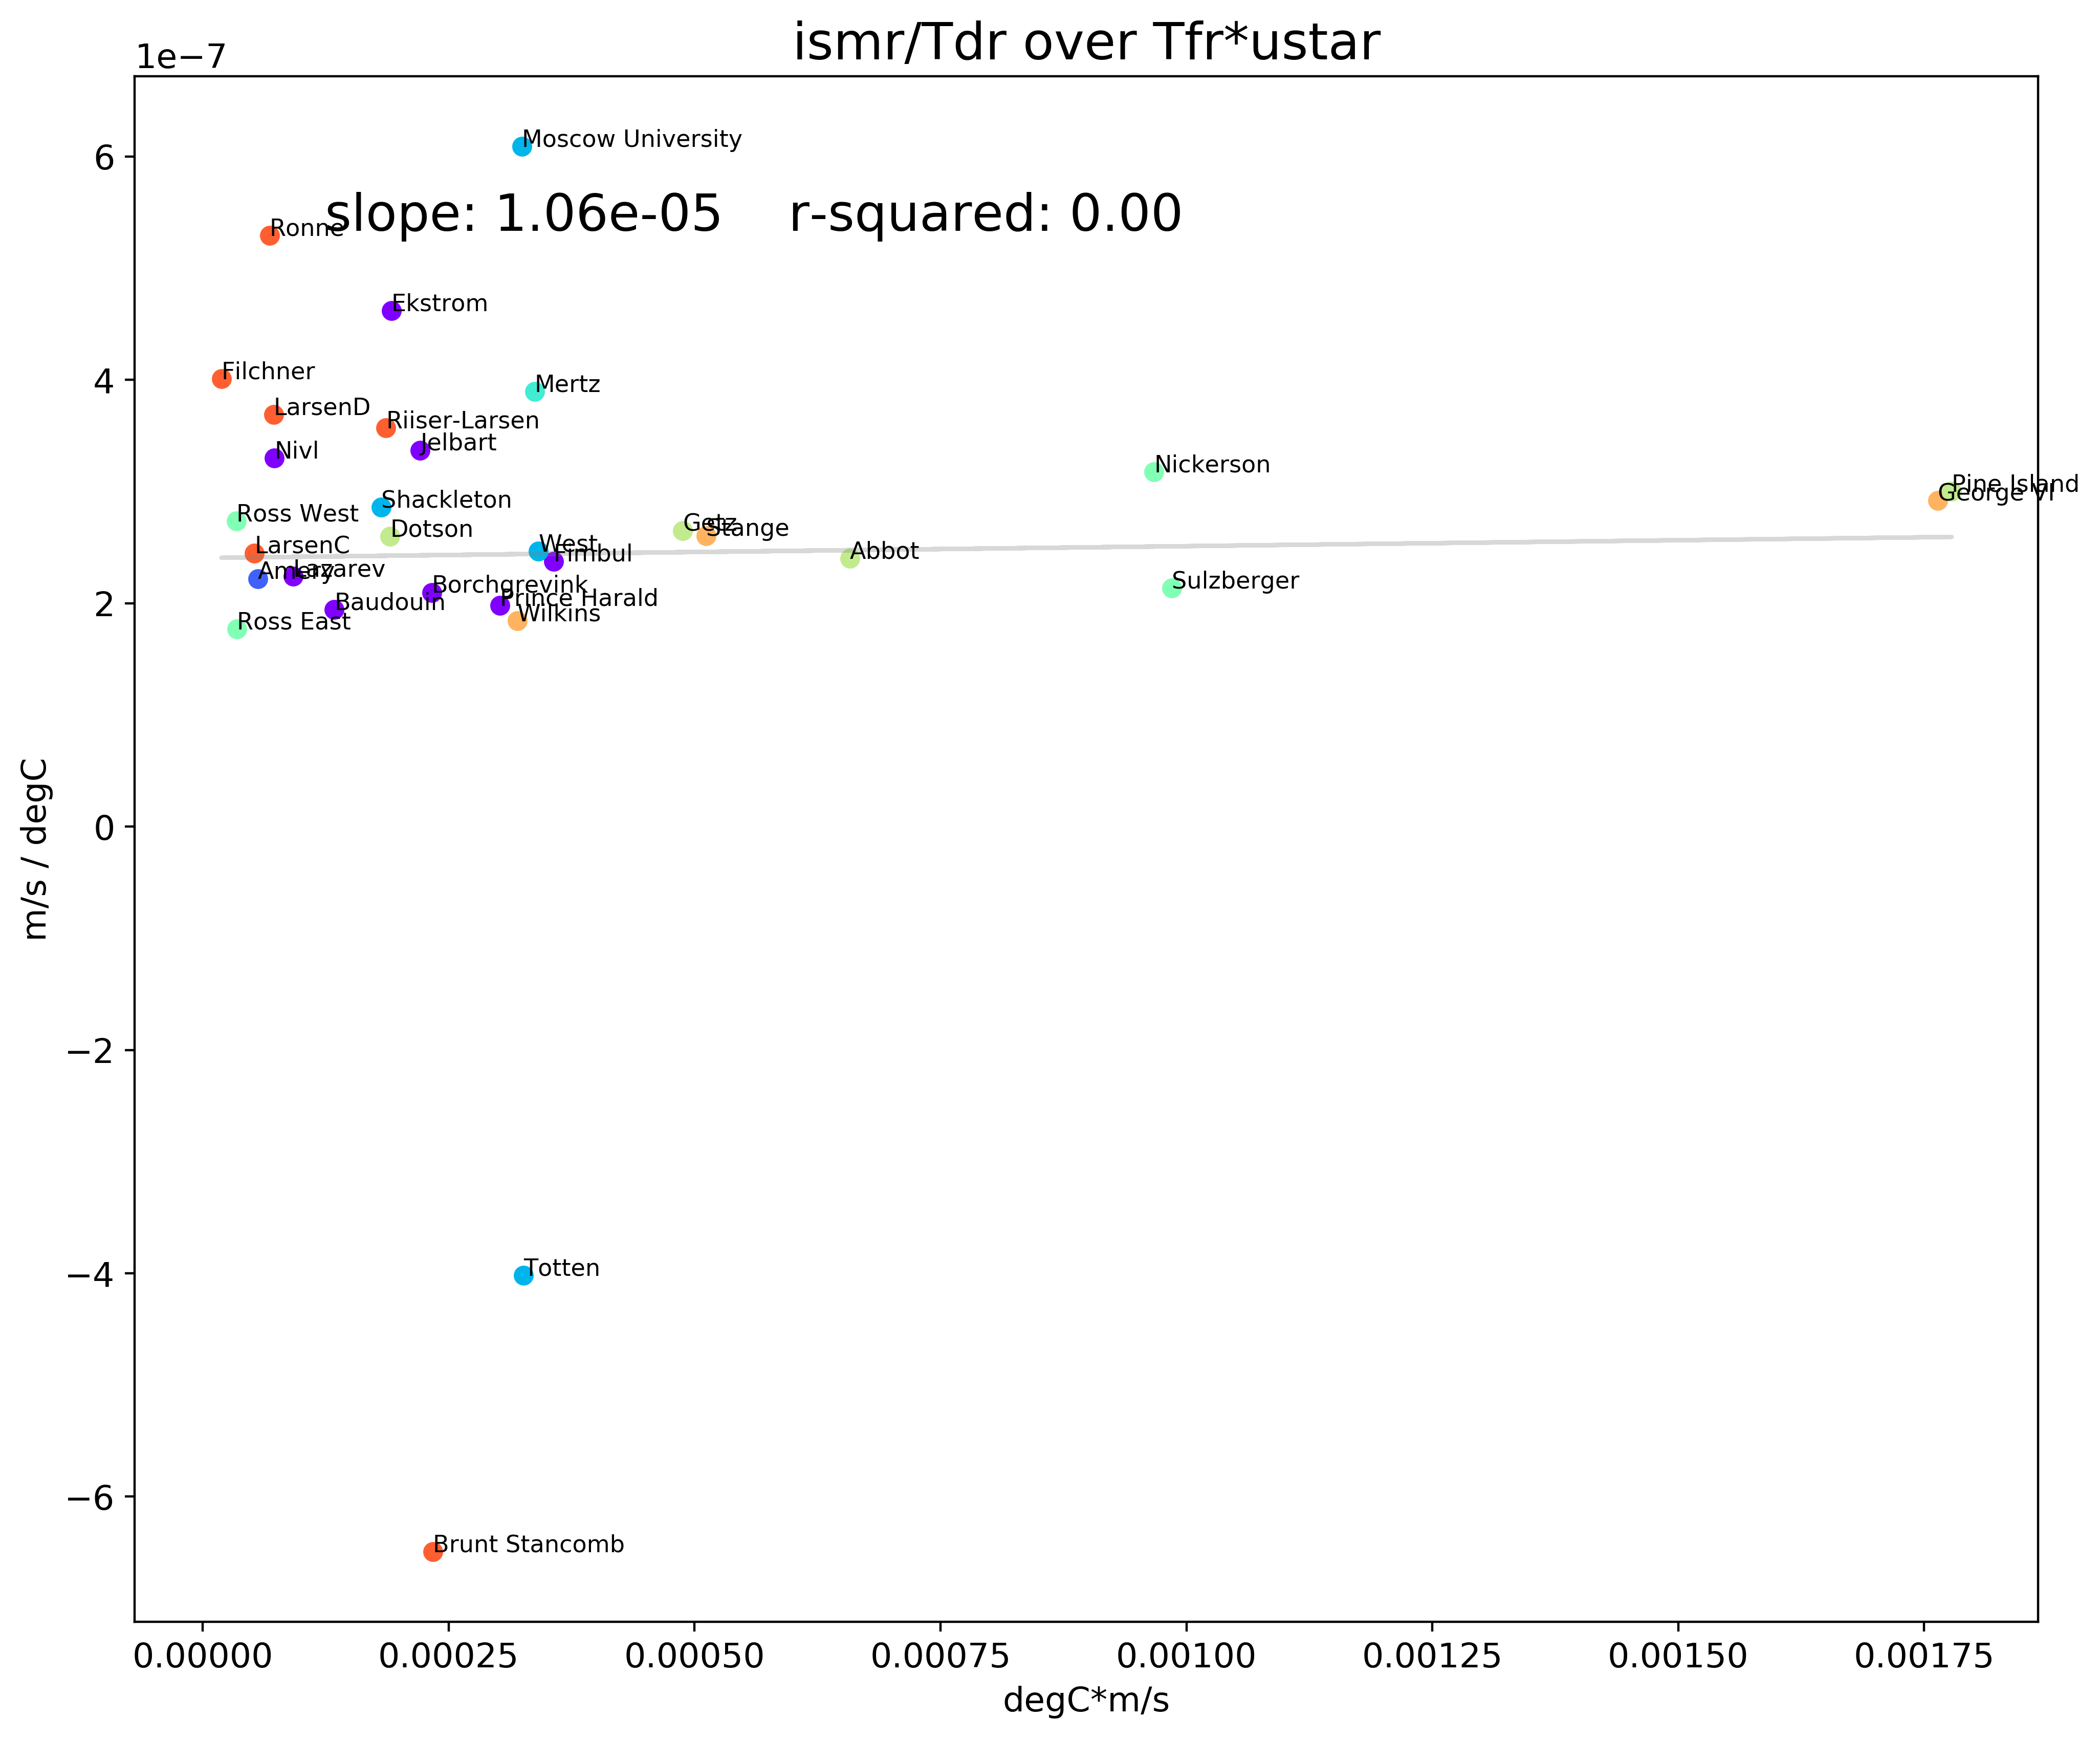 ismr/Tdr over Tfr*ustar
1e−7
6
4
2
0
−2
−4
−6
m/s / degC
Moscow University
slope: 1.06e-05 r-squared: 0.00
Ronne
Ekstrom
Filchner
Mertz
LarsenD
Riiser-Larsen
Jelbart
Nivl
Nickerson
Pine Island
George VI
Shackleton
Ross West
Getz
Stange
Dotson
West
LarsenC
Fimbul
Abbot
Amery
Lazarev
Borchgrevink
Sulzberger
Prince Harald
Baudouin
Wilkins
Ross East
Totten
Brunt Stancomb
0.00000 0.00025 0.00050 0.00075 0.00100 0.00125 0.00150 0.00175
degC*m/s